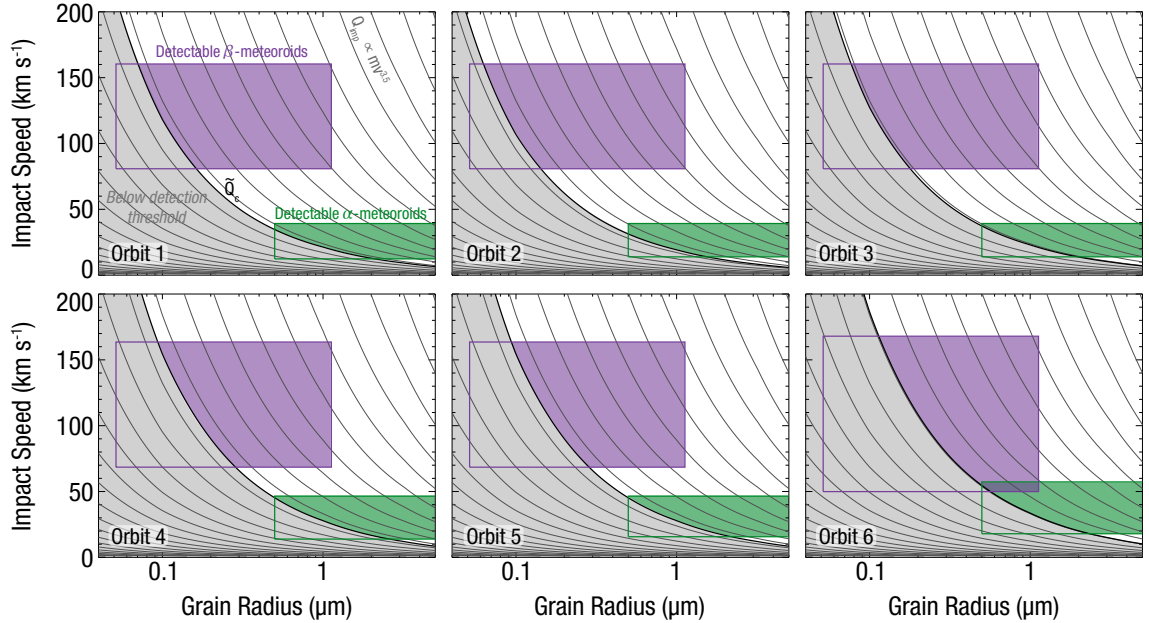 200
150
100
50
0
Impact Speed (km s⁻¹)
Detectable β-meteoroids
Q_imp ∝ mv^3.5
Q̃_c
Below detection
threshold
Detectable α-meteoroids
Orbit 1
Orbit 2
Orbit 3
200
150
100
50
0
Impact Speed (km s⁻¹)
Orbit 4
Orbit 5
Orbit 6
0.1 1
0.1 1
0.1 1
Grain Radius (μm)
Grain Radius (μm)
Grain Radius (μm)